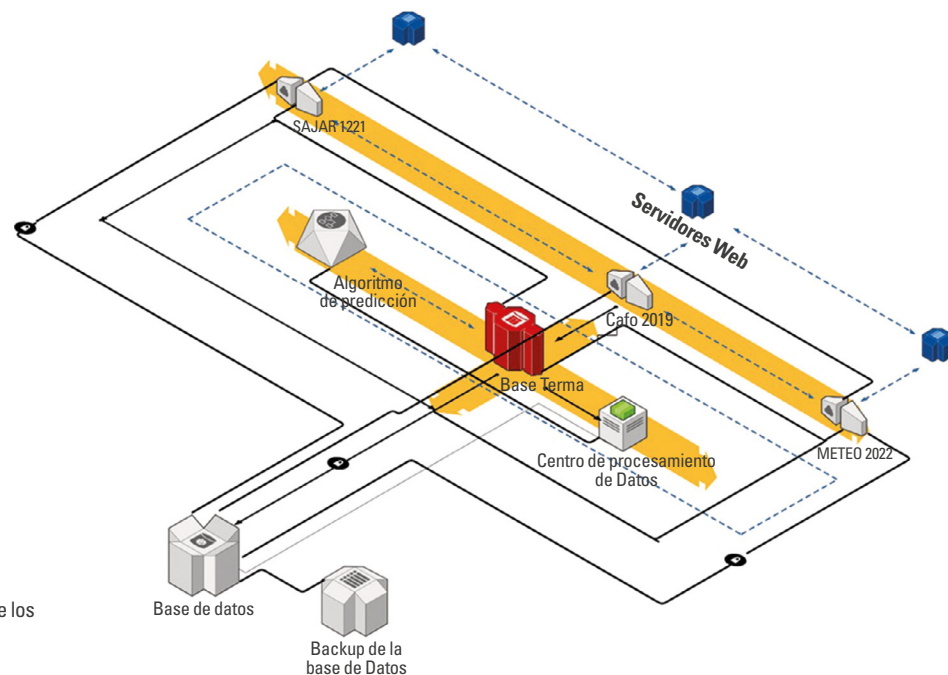 SAJAR 1221
Servidores Web
Algoritmo
de predicción
Cafo 2019
Base Terma
METEO 2022
Centro de procesamiento
de Datos
Base de datos
e los
Backup de la
base de Datos